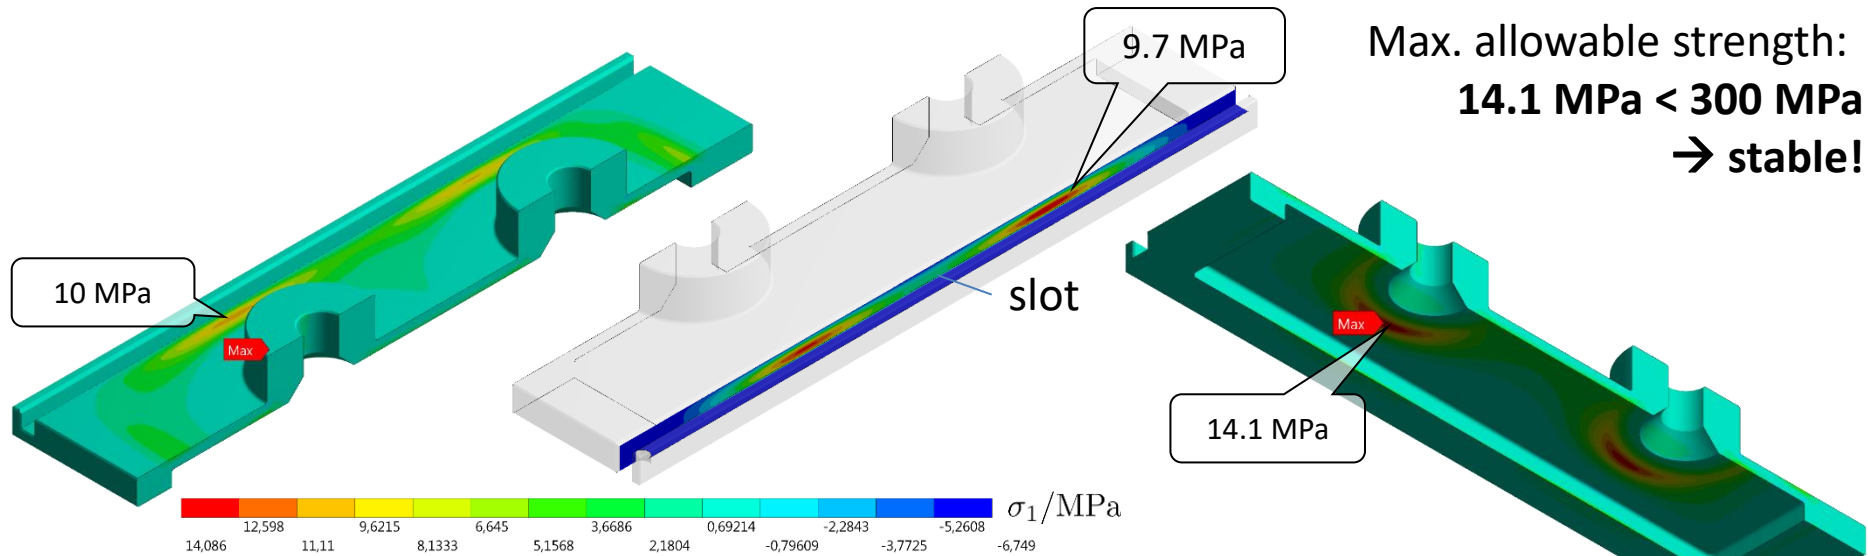 9.7 MPa
Max. allowable strength:
14.1 MPa < 300 MPa
→ stable!
10 MPa
Max
slot
Max
14.1 MPa
σ₁/MPa
12,598 9,6215 6,645 3,6686 0,69214 -2,2843 -5,2608
14,086 11,11 8,1333 5,1568 2,1804 -0,79609 -3,7725 -6,749